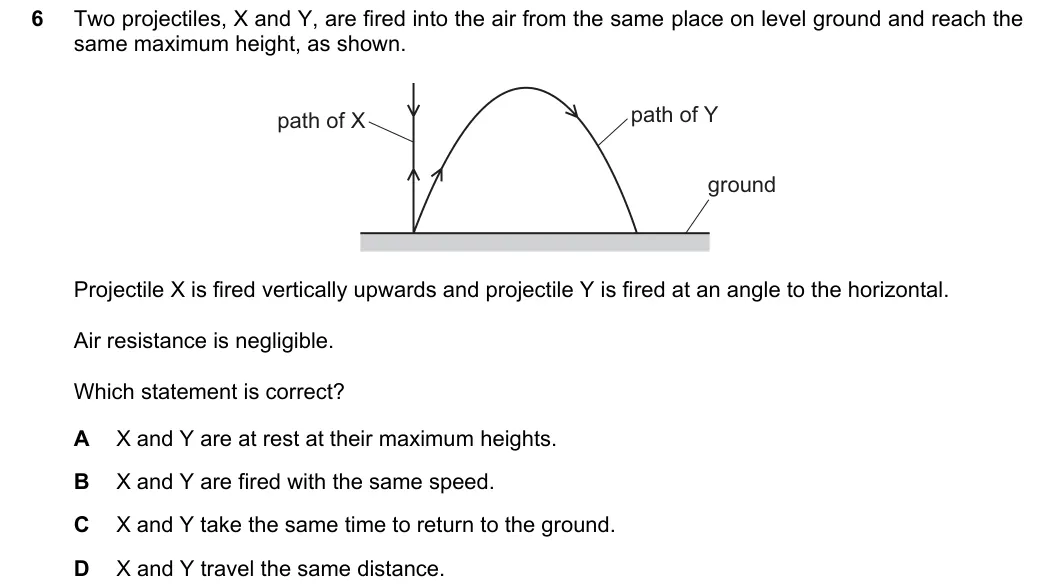 6 Two projectiles, X and Y, are fired into the air from the same place on level ground and reach the
same maximum height, as shown.
path of X
path of Y
ground
Projectile X is fired vertically upwards and projectile Y is fired at an angle to the horizontal.
Air resistance is negligible.
Which statement is correct?
A X and Y are at rest at their maximum heights.
B X and Y are fired with the same speed.
C X and Y take the same time to return to the ground.
D X and Y travel the same distance.